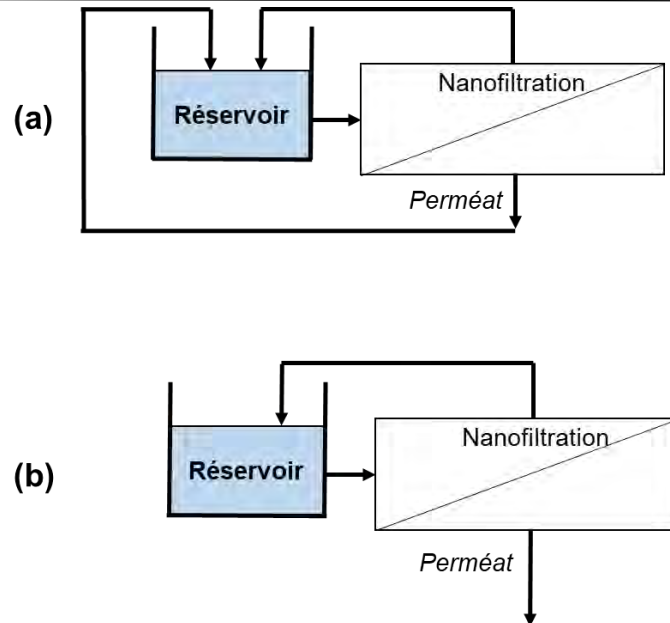 Nanofiltration
(a)
Réservoir
Perméat
Nanofiltration
(b)
Réservoir
Perméat